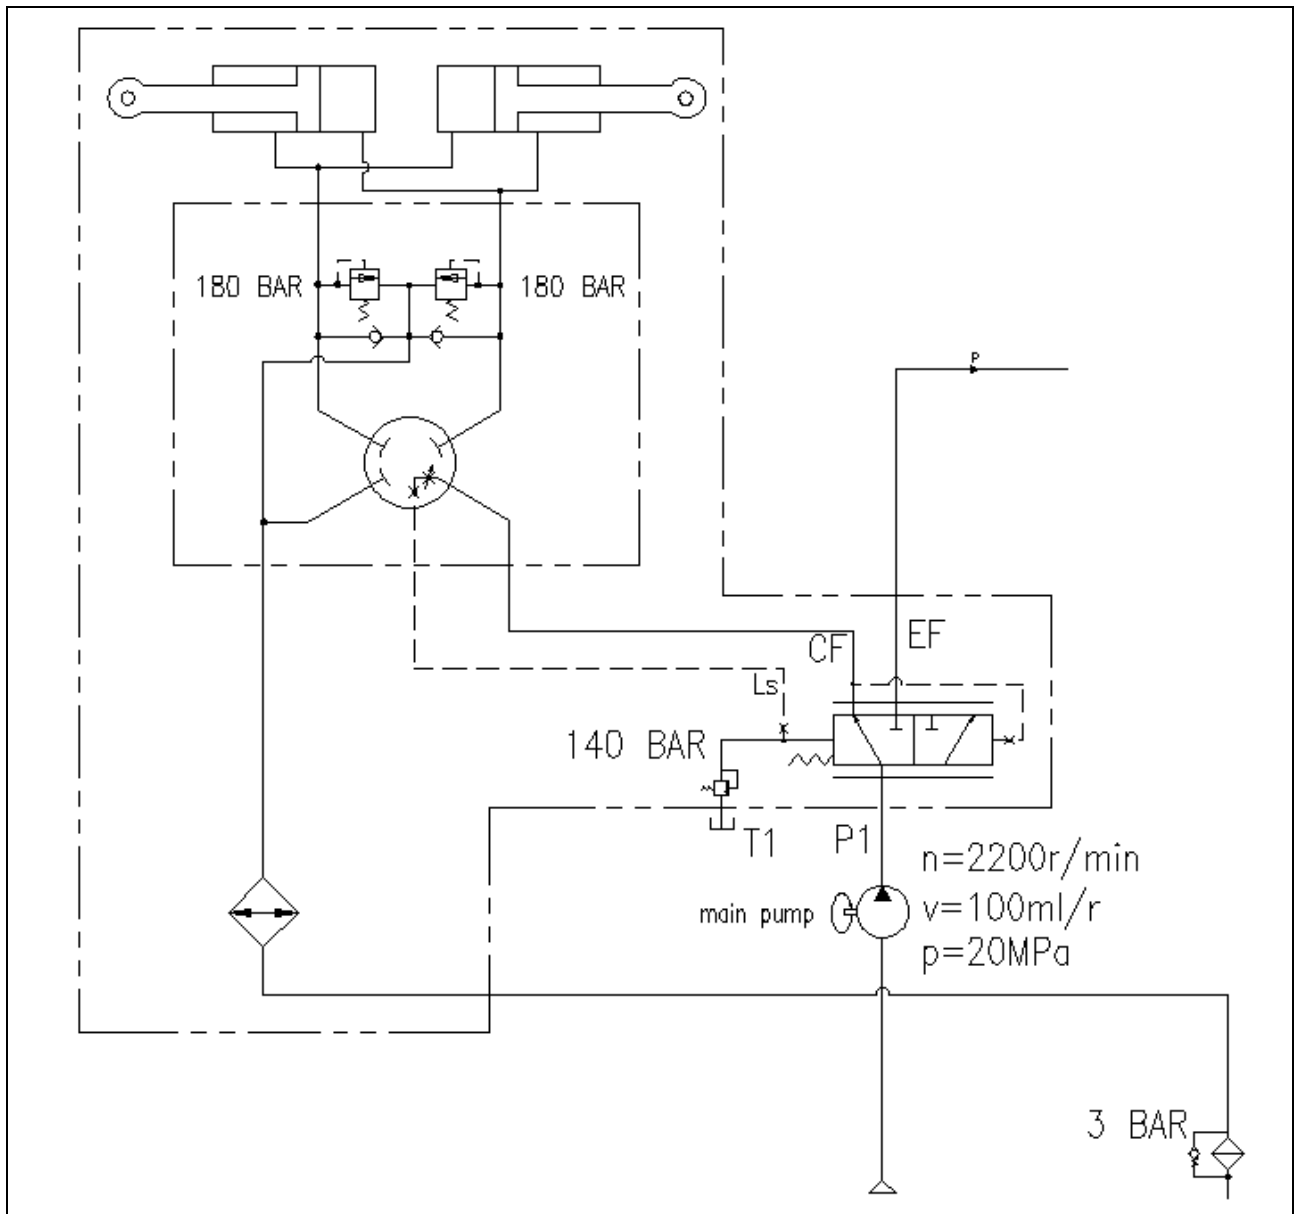 180 BAR
180 BAR
P
EF
CF
Ls
140 BAR
T1
P1
n=2200r/min
main pump
v=100ml/r
p=20MPa
3 BAR